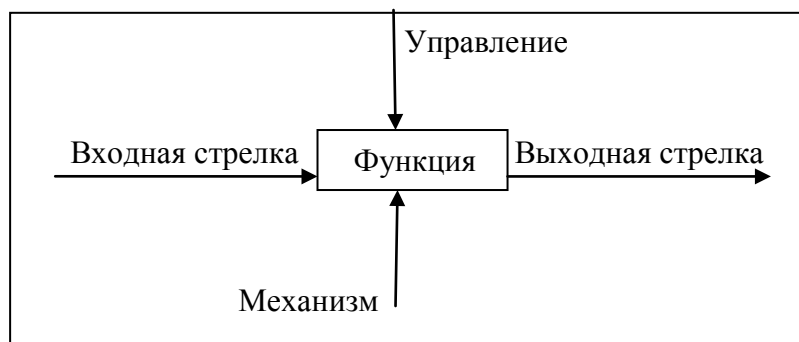 Управление
Входная стрелка
Функция
Выходная стрелка
Механизм